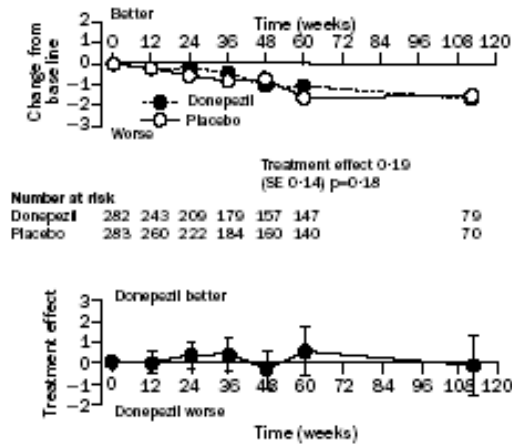 Better
Time (weeks)
2
1
0
−1
−2
−3
0 12 24 36 48 60 72 84 96 108 120
Change from
base line
Donepezil
Placebo
Worse
Treatment effect 0·19
(SE 0·14) p=0·18
Number at risk
Donepezil 282 243 209 179 157 147 79
Placebo 283 260 222 184 160 140 70
3
2
1
0
−1
−2
Treatment effect
Donepezil better
0 12 24 36 48 60 72 84 96 108 120
Donepezil worse
Time (weeks)